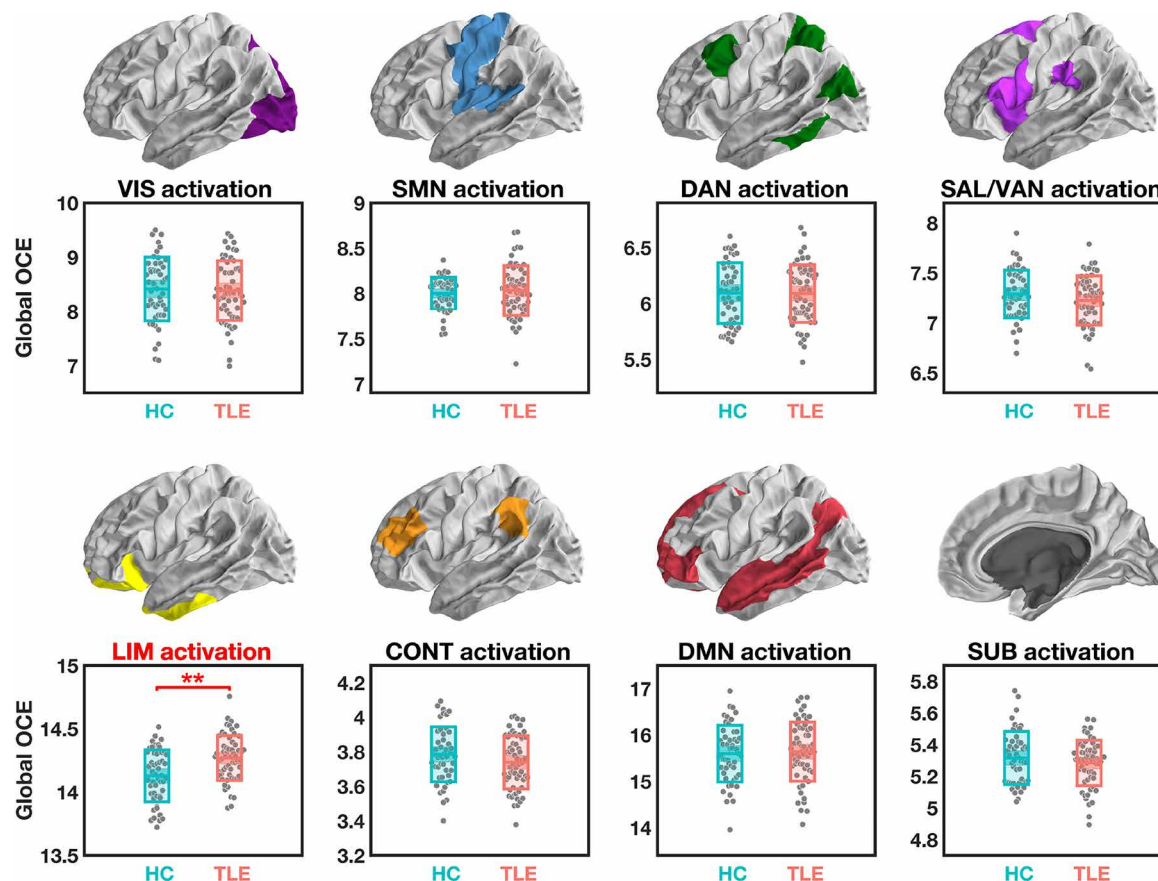 VIS activation
SMN activation
DAN activation
SAL/VAN activation
Global OCE
10
9
8
7
HC
TLE
9
8.5
8
7.5
7
HC
TLE
6.5
6
5.5
HC
TLE
8
7.5
7
6.5
HC
TLE
LIM activation
CONT activation
DMN activation
SUB activation
Global OCE
15
14.5
14
13.5
**
HC
TLE
4.2
4
3.8
3.6
3.4
3.2
HC
TLE
17
16
15
14
HC
TLE
5.8
5.6
5.4
5.2
5
4.8
HC
TLE